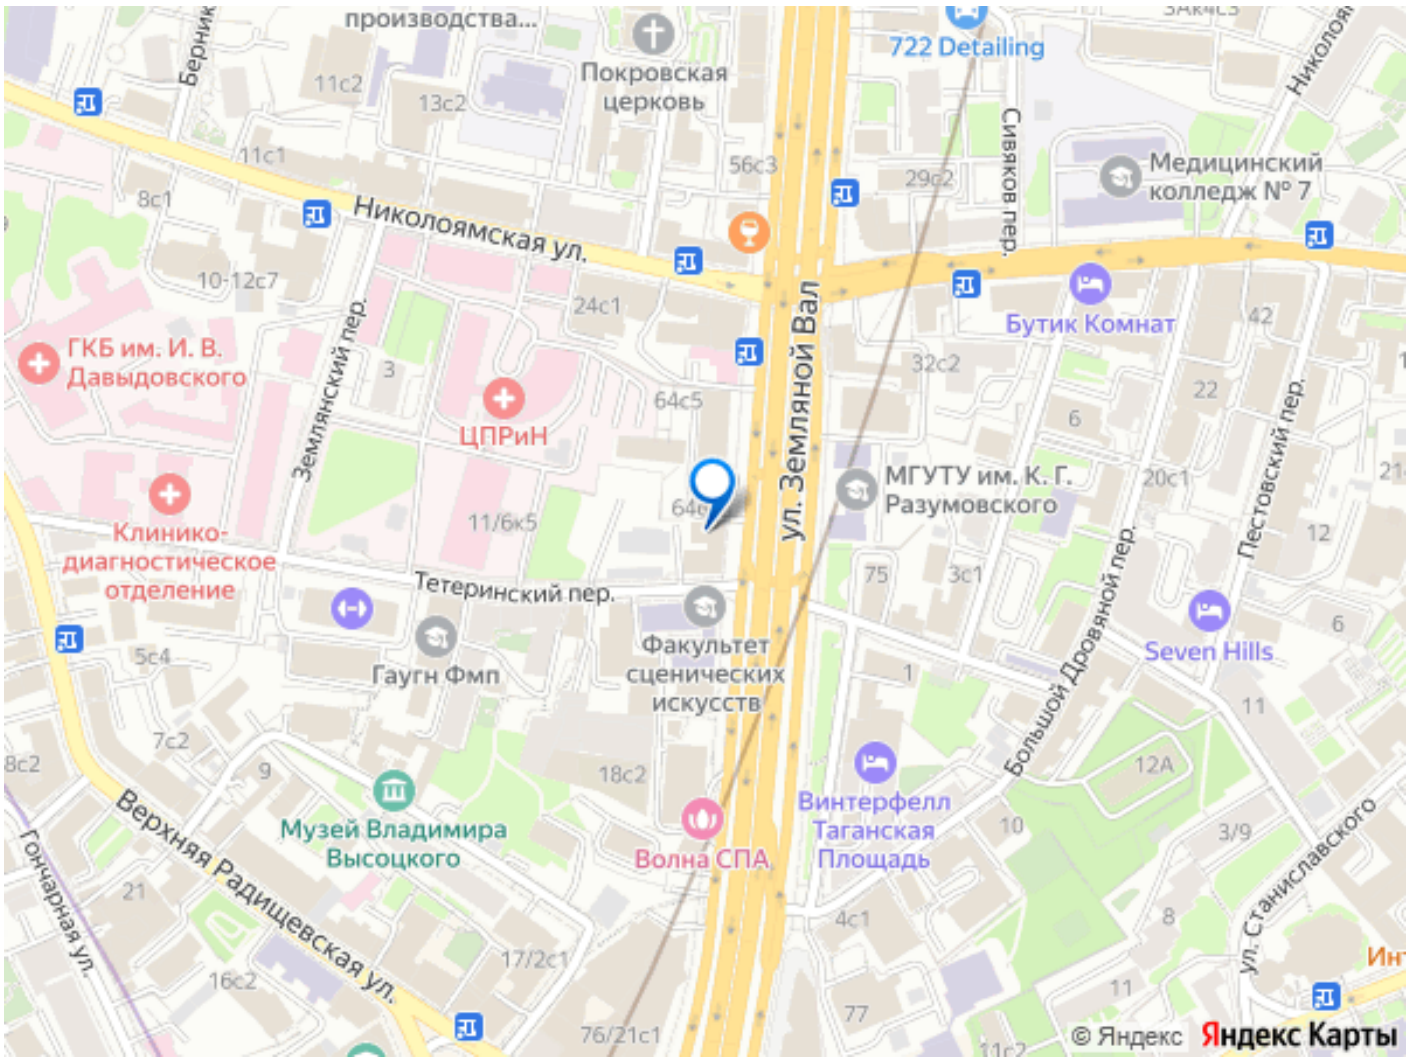 производства...
Берник
11с2
13с2
Покровская
церковь
722 Detailing
3Ак4с3
Николоя
11с1
8с1
56с3
29с2
Сивяков пер.
Медицинский
колледж № 7
Николоямская ул.
10-12с7
24с1
ул. Земляной Вал
Бутик Комнат
42
ГКБ им. И. В.
Давыдовского
Землянский пер.
3
ЦПРиН
64с5
32с2
6
22
Пестовский пер.
20с1
МГУТУ им. К. Г.
Разумовского
11/6к5
Клинико-
диагностическое
отделение
Тетеринский пер.
75
3с1
12
Большой Дровяной пер.
Seven Hills
6
5с4
Гаугн Фмп
Факультет
сценических
искусств
1
11
7с2
8с2
9
18с2
12А
Верхняя Радищевская ул.
Музей Владимира
Высоцкого
Волна СПА
Винтерфелл
Таганская
Площадь
10
3/9
ул. Станиславского
Гончарная ул.
21
4с1
8
17/2с1
16с2
Инт
11
77
76/21с1
11с2
© Яндекс Яндекс Карты